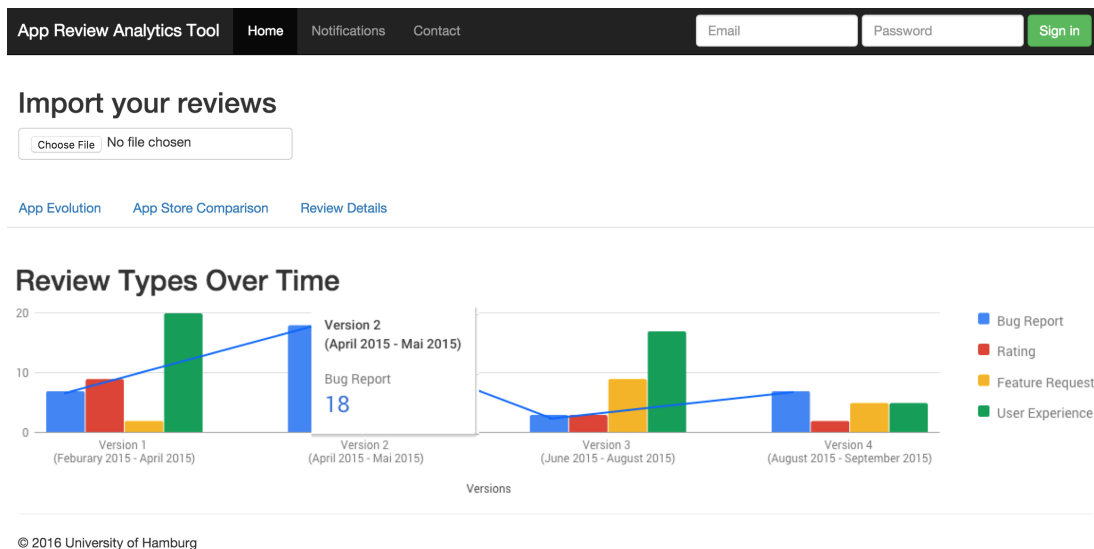 App Review Analytics Tool Home Notifications Contact Email Password Sign in
Import your reviews
Choose File No file chosen
App Evolution App Store Comparison Review Details
Review Types Over Time
20
10
0
Version 2
(April 2015 - Mai 2015)
Bug Report
18
Bug Report
Rating
Feature Request
User Experience
Version 1
(Feburary 2015 - April 2015)
Version 2
(April 2015 - Mai 2015)
Version 3
(June 2015 - August 2015)
Version 4
(August 2015 - September 2015)
Versions
© 2016 University of Hamburg